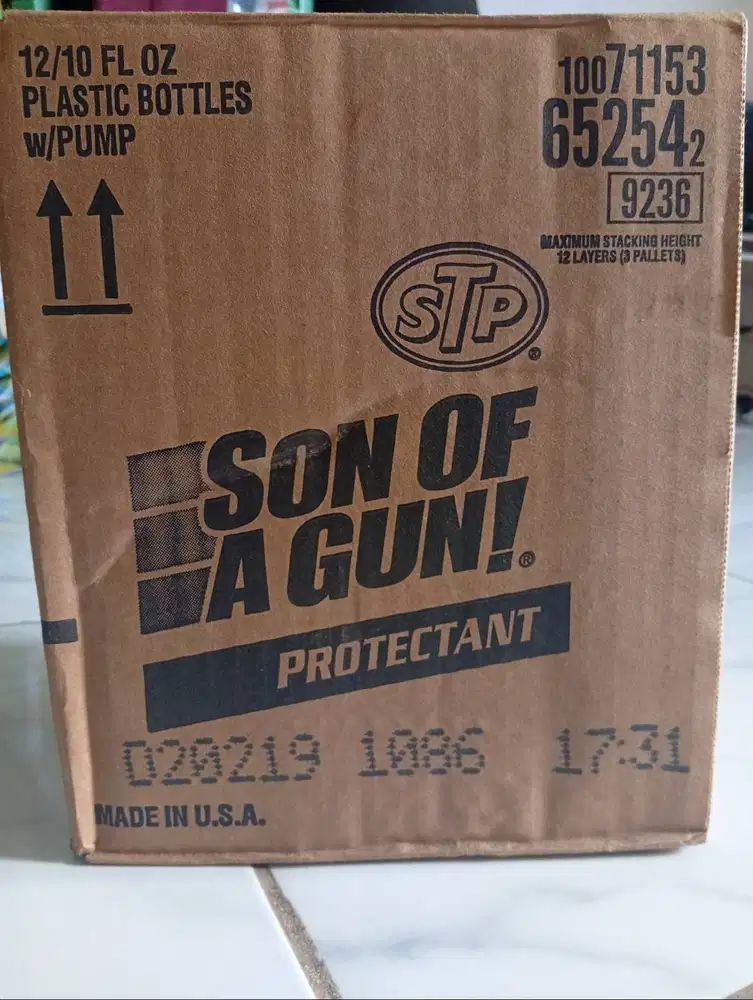 12/10 FL OZ
PLASTIC BOTTLES
w/PUMP
10071153
652542
9236
MAXIMUM STACKING HEIGHT
12 LAYERS (3 PALLETS)
STP®
SON OF
A GUN!®
PROTECTANT
020219 1086 17:31
MADE IN U.S.A.